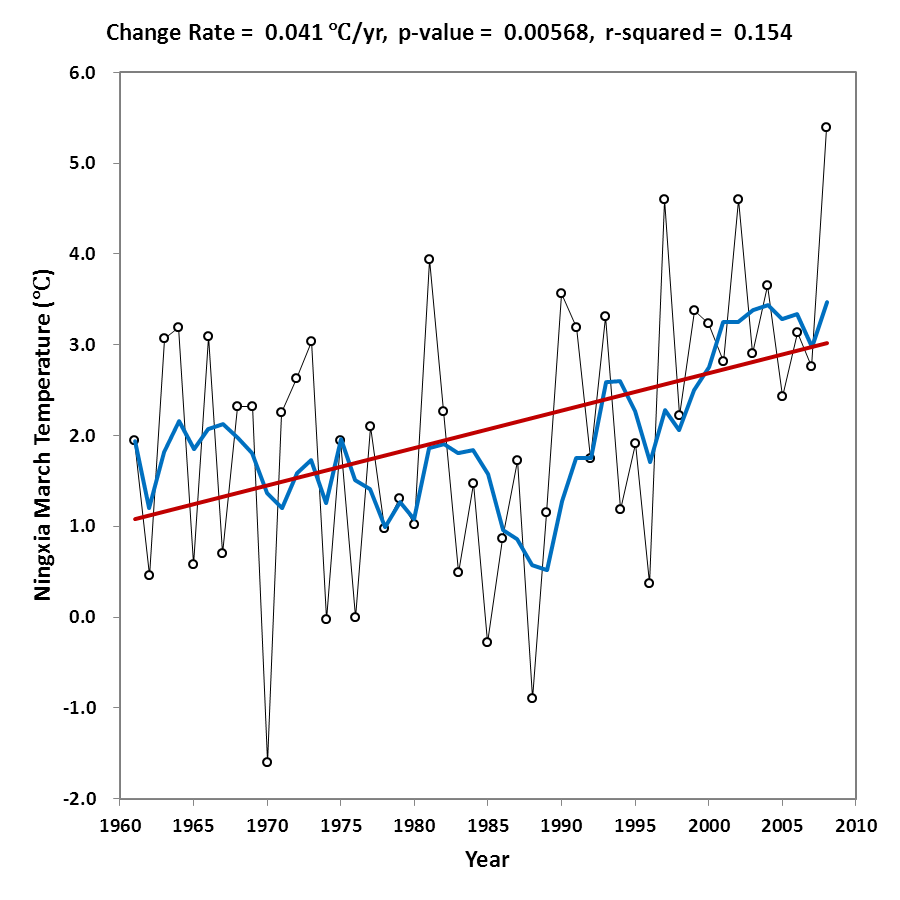 Change Rate = 0.041 ℃/yr, p-value = 0.00568, r-squared = 0.154
6.0
5.0
4.0
3.0
2.0
1.0
0.0
-1.0
-2.0
Ningxia March Temperature (℃)
1960 1965 1970 1975 1980 1985 1990 1995 2000 2005 2010
Year